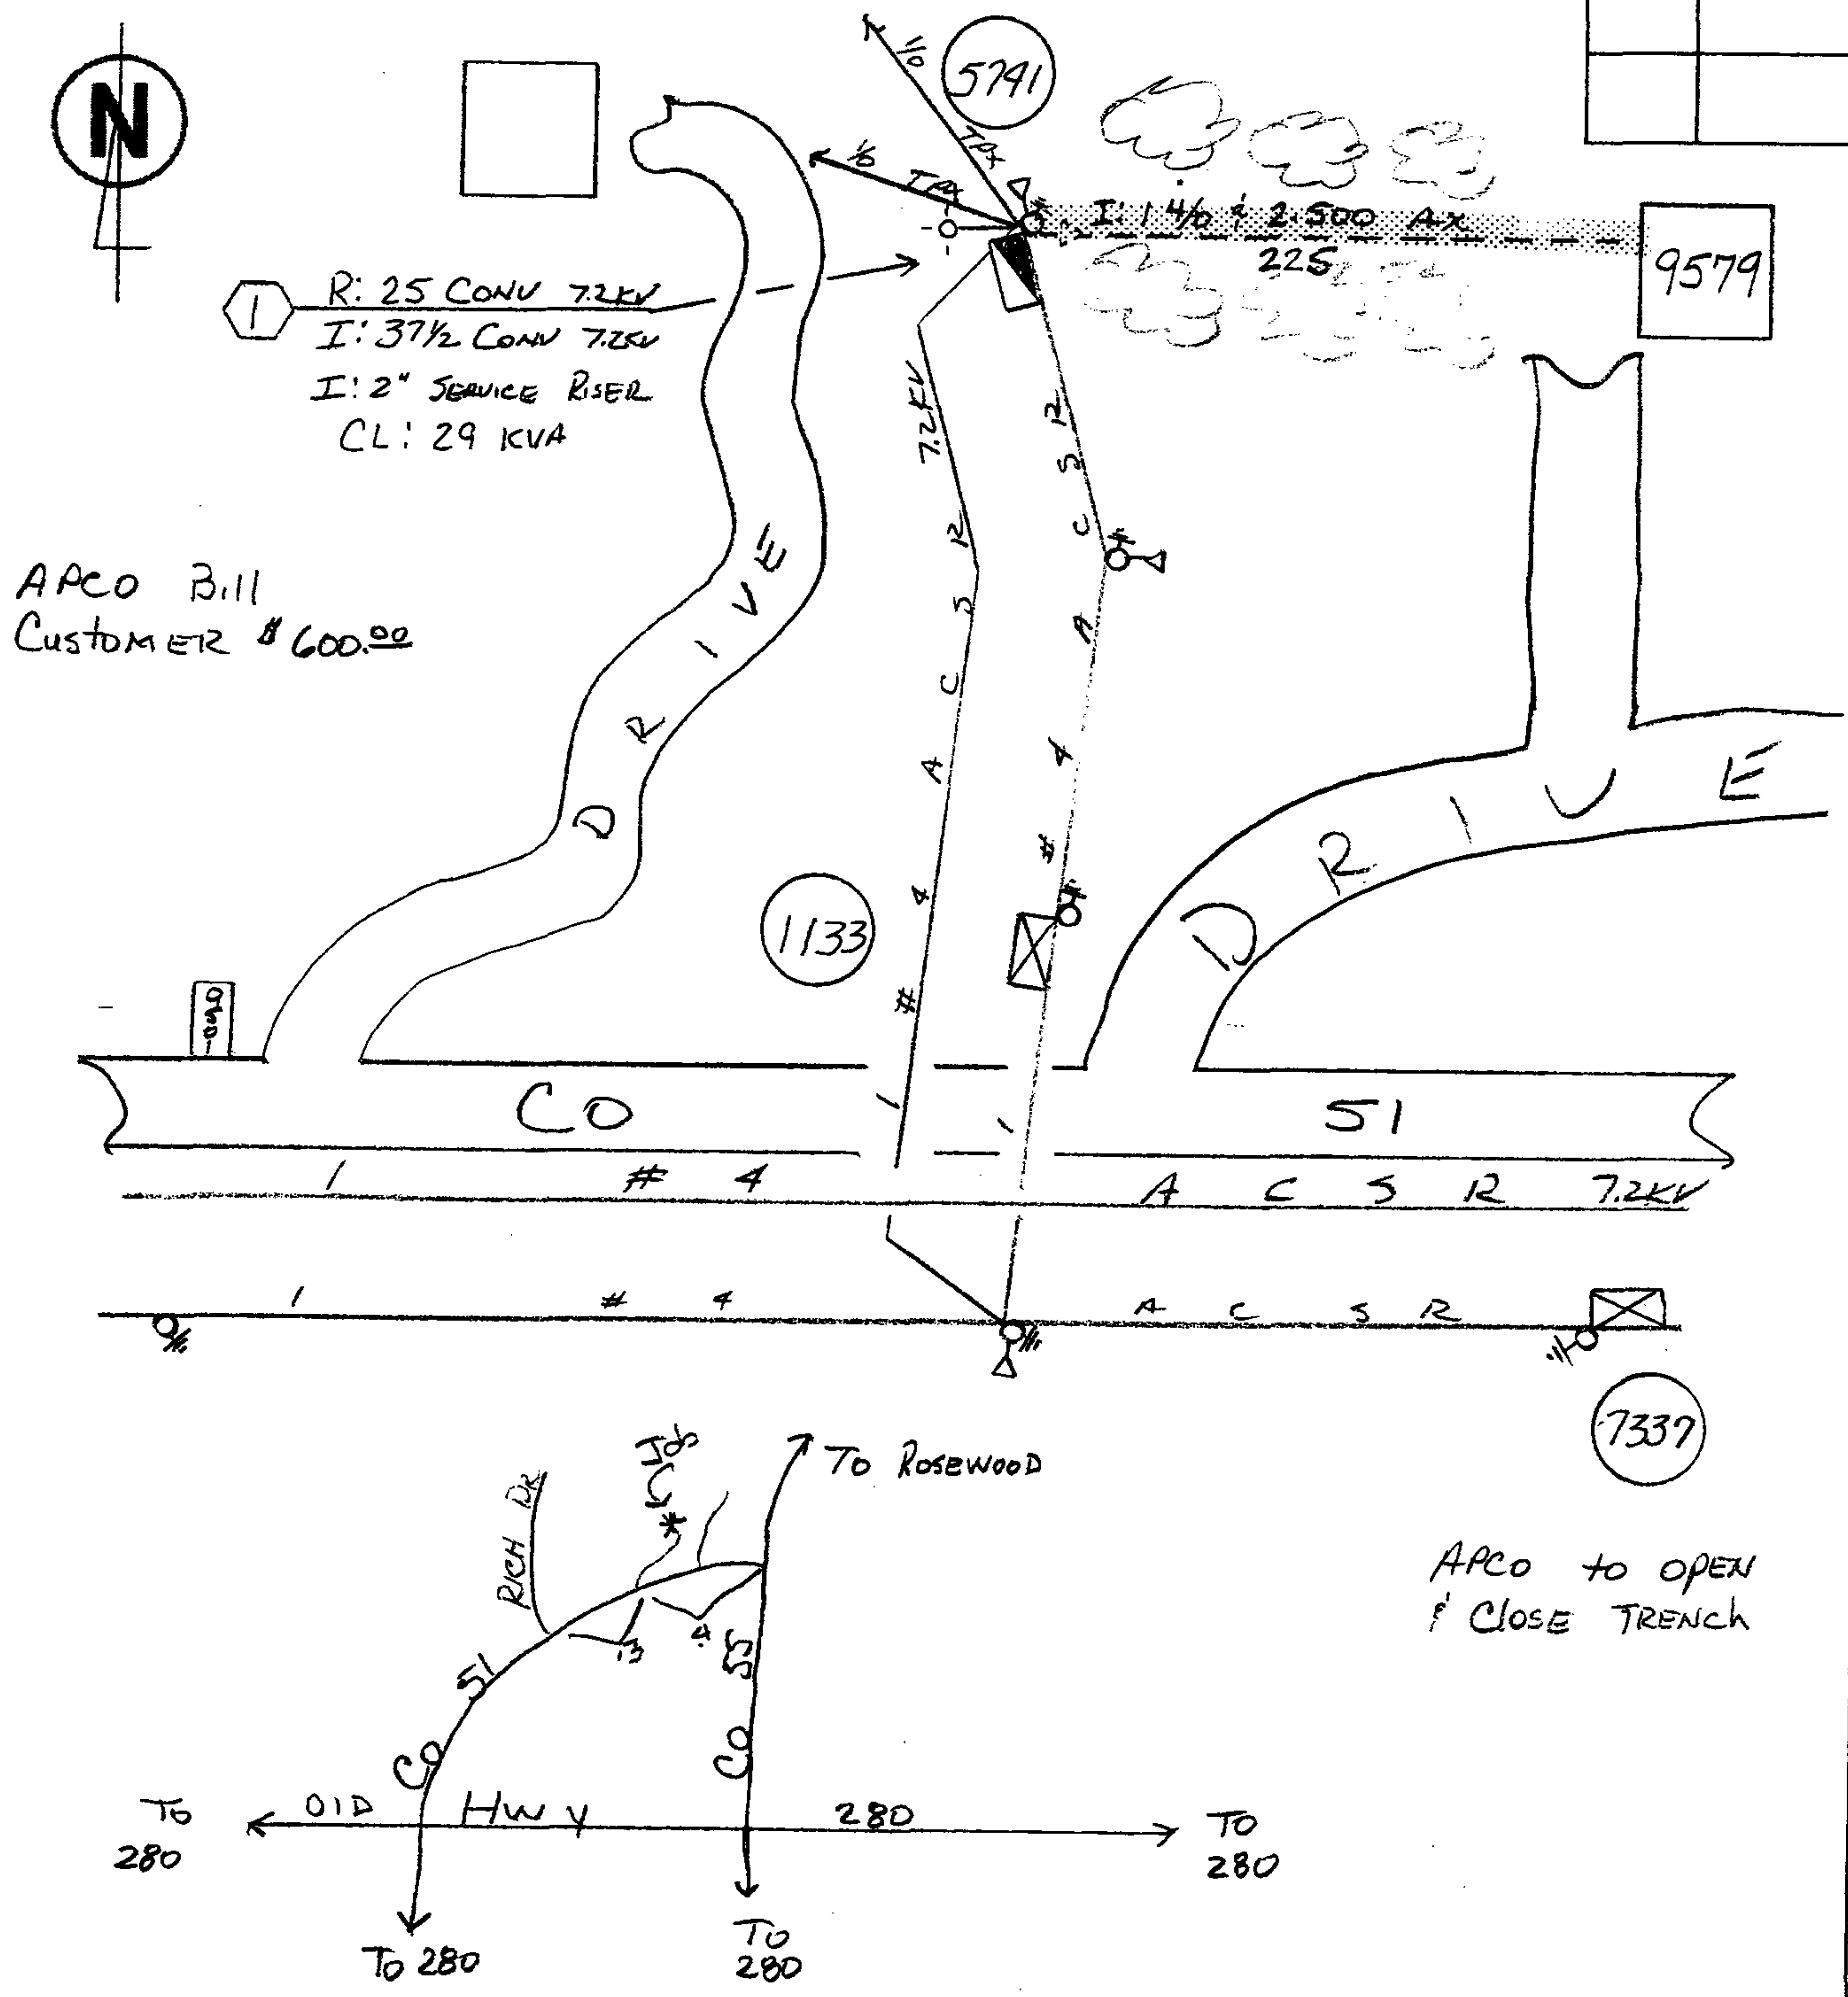 N
1/0
5741
TPX
1/0
TPX
I: 1 4/0 & 2-500 AX
225
9579
1
R: 25 CONV 7.2KV
I: 37½ CONV 7.2KV
I: 2" SERVICE RISER
CL: 29 KVA
APCO Bill
CUSTOMER $600.00
DRIVE
1 # 4 ACSR 7.2KV
1 # 4 ACSR
DRIVE
1133
CO 51
1 # 4 ACSR 7.2KV
1 # 4 ACSR
7337
Job
To ROSEWOOD
RICH DR
.3
.4
CO 51
CO 55
APCO to OPEN
& Close TRENCh
To
280
OlD Hwy 280
To
280
To 280
To
280